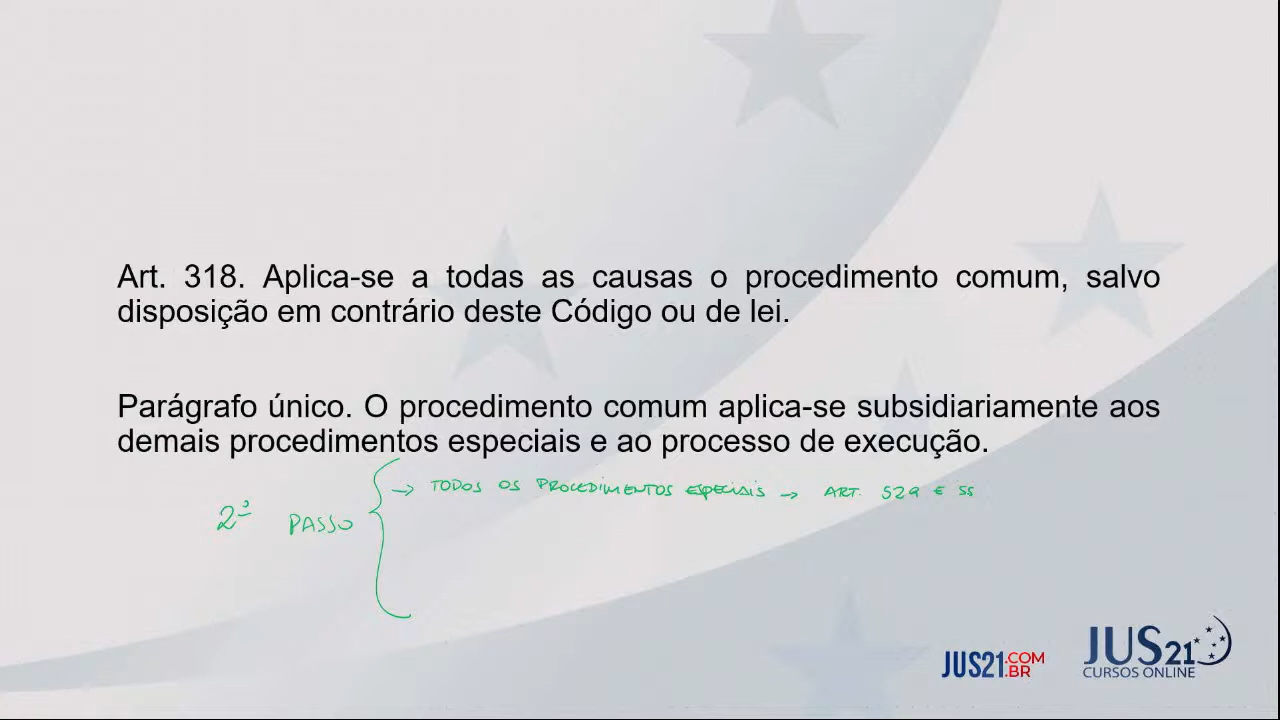 Art. 318. Aplica-se a todas as causas o procedimento comum, salvo
disposição em contrário deste Código ou de lei.
Parágrafo único. O procedimento comum aplica-se subsidiariamente aos
demais procedimentos especiais e ao processo de execução.
→ TODOS OS PROCEDIMENTOS ESPECIAIS → ART. 529 E SS
2º PASSO
JUS21.COM.BR
JUS21
CURSOS ONLINE